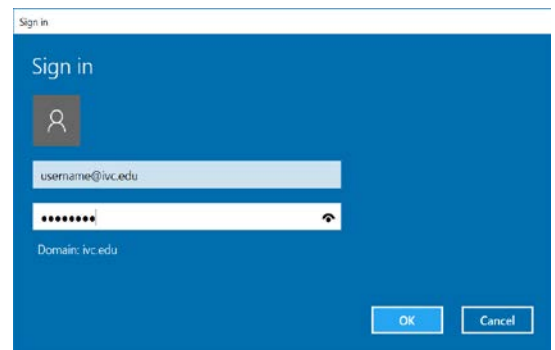 Sign in
Sign in
username@ivc.edu
••••••••
Domain: ivc.edu
OK
Cancel